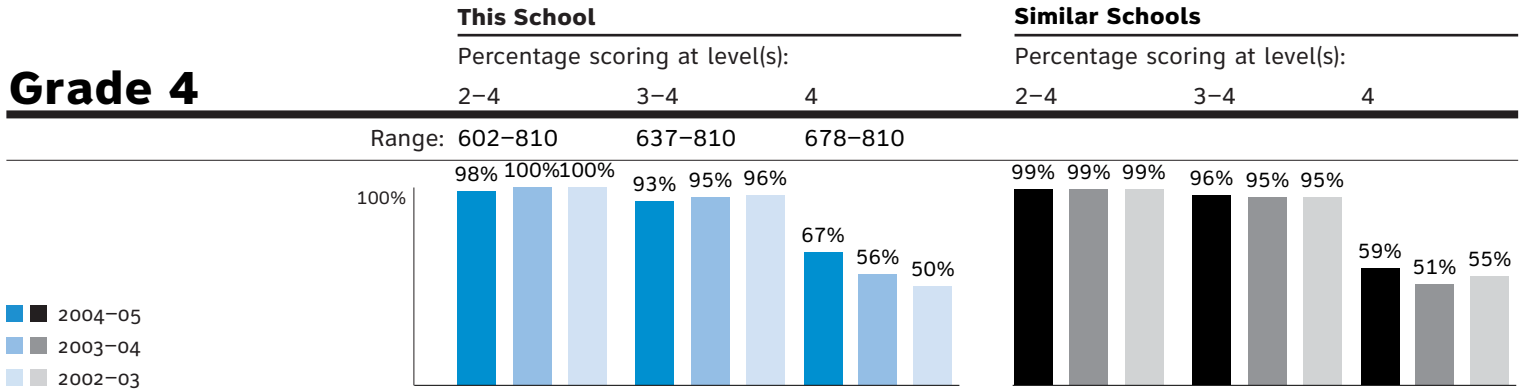 This School Similar Schools
Percentage scoring at level(s): Percentage scoring at level(s):
Grade 4 2–4 3–4 4 2–4 3–4 4
Range: 602–810 637–810 678–810
98% 100% 100% 93% 95% 96% 67% 56% 50% 99% 99% 99% 96% 95% 95% 59% 51% 55%
100%
2004–05
2003–04
2002–03